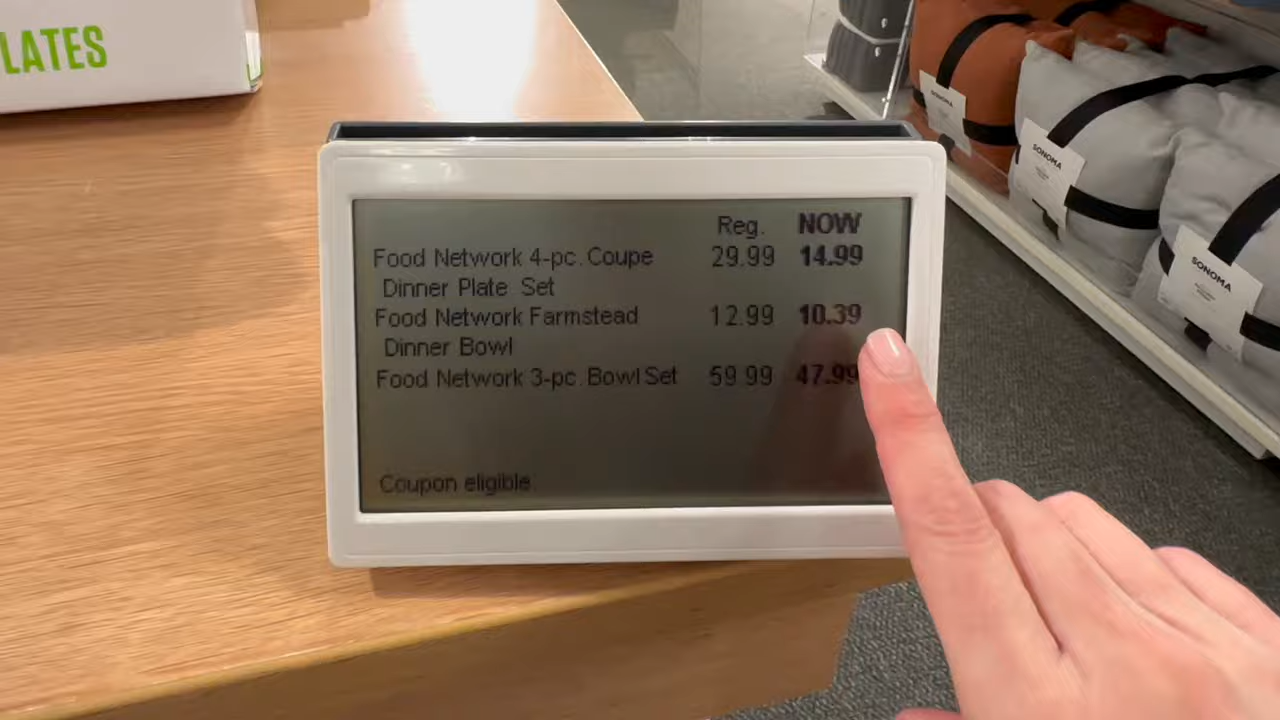 LATES
Reg. NOW
Food Network 4-pc. Coupe 29.99 14.99
Dinner Plate Set
Food Network Farmstead 12.99 10.39
Dinner Bowl
Food Network 3-pc. Bowl Set 59.99 47.99
Coupon eligible
SONOMA
SONOMA
SONOMA